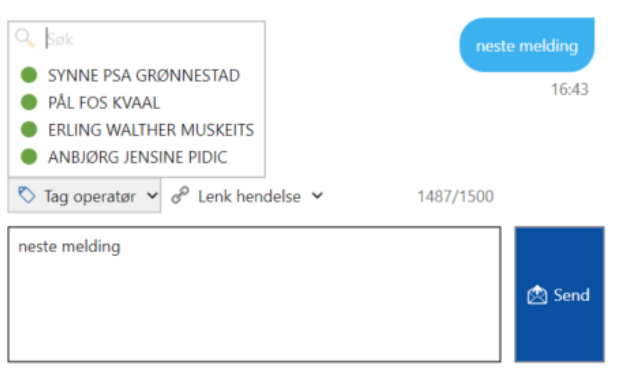 Søk
SYNNE PSA GRØNNESTAD
PÅL FOS KVAAL
ERLING WALTHER MUSKEITS
ANBJØRG JENSINE PIDIC
neste melding
16:43
Tag operatør
Lenk hendelse
1487/1500
neste melding
Send